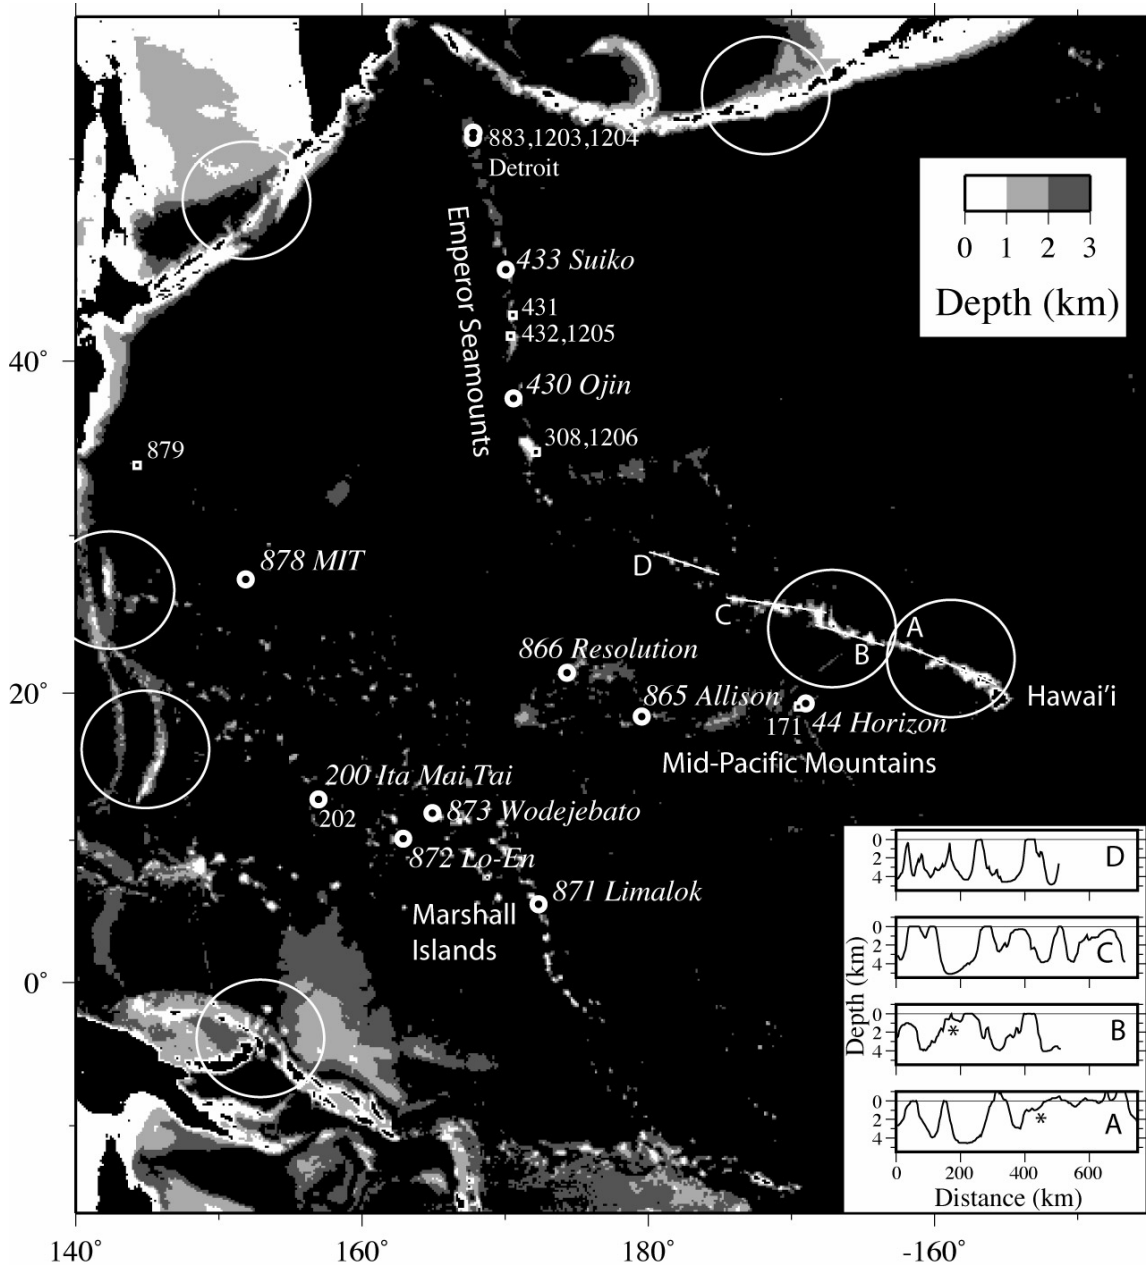 883,1203,1204
Detroit
Emperor Seamounts
433 Suiko
431
432,1205
430 Ojin
308,1206
0 1 2 3
Depth (km)
40°
879
878 MIT
D
C
B
A
866 Resolution
865 Allison
Hawai'i
171
44 Horizon
Mid-Pacific Mountains
20°
200 Ita Mai Tai
202
873 Wodejebato
872 Lo-En
871 Limalok
Marshall
Islands
0°
0
2
4
D
0
2
4
C
0
2
4
*
B
0
2
4
*
A
Depth (km)
0 200 400 600
Distance (km)
140° 160° 180° -160°